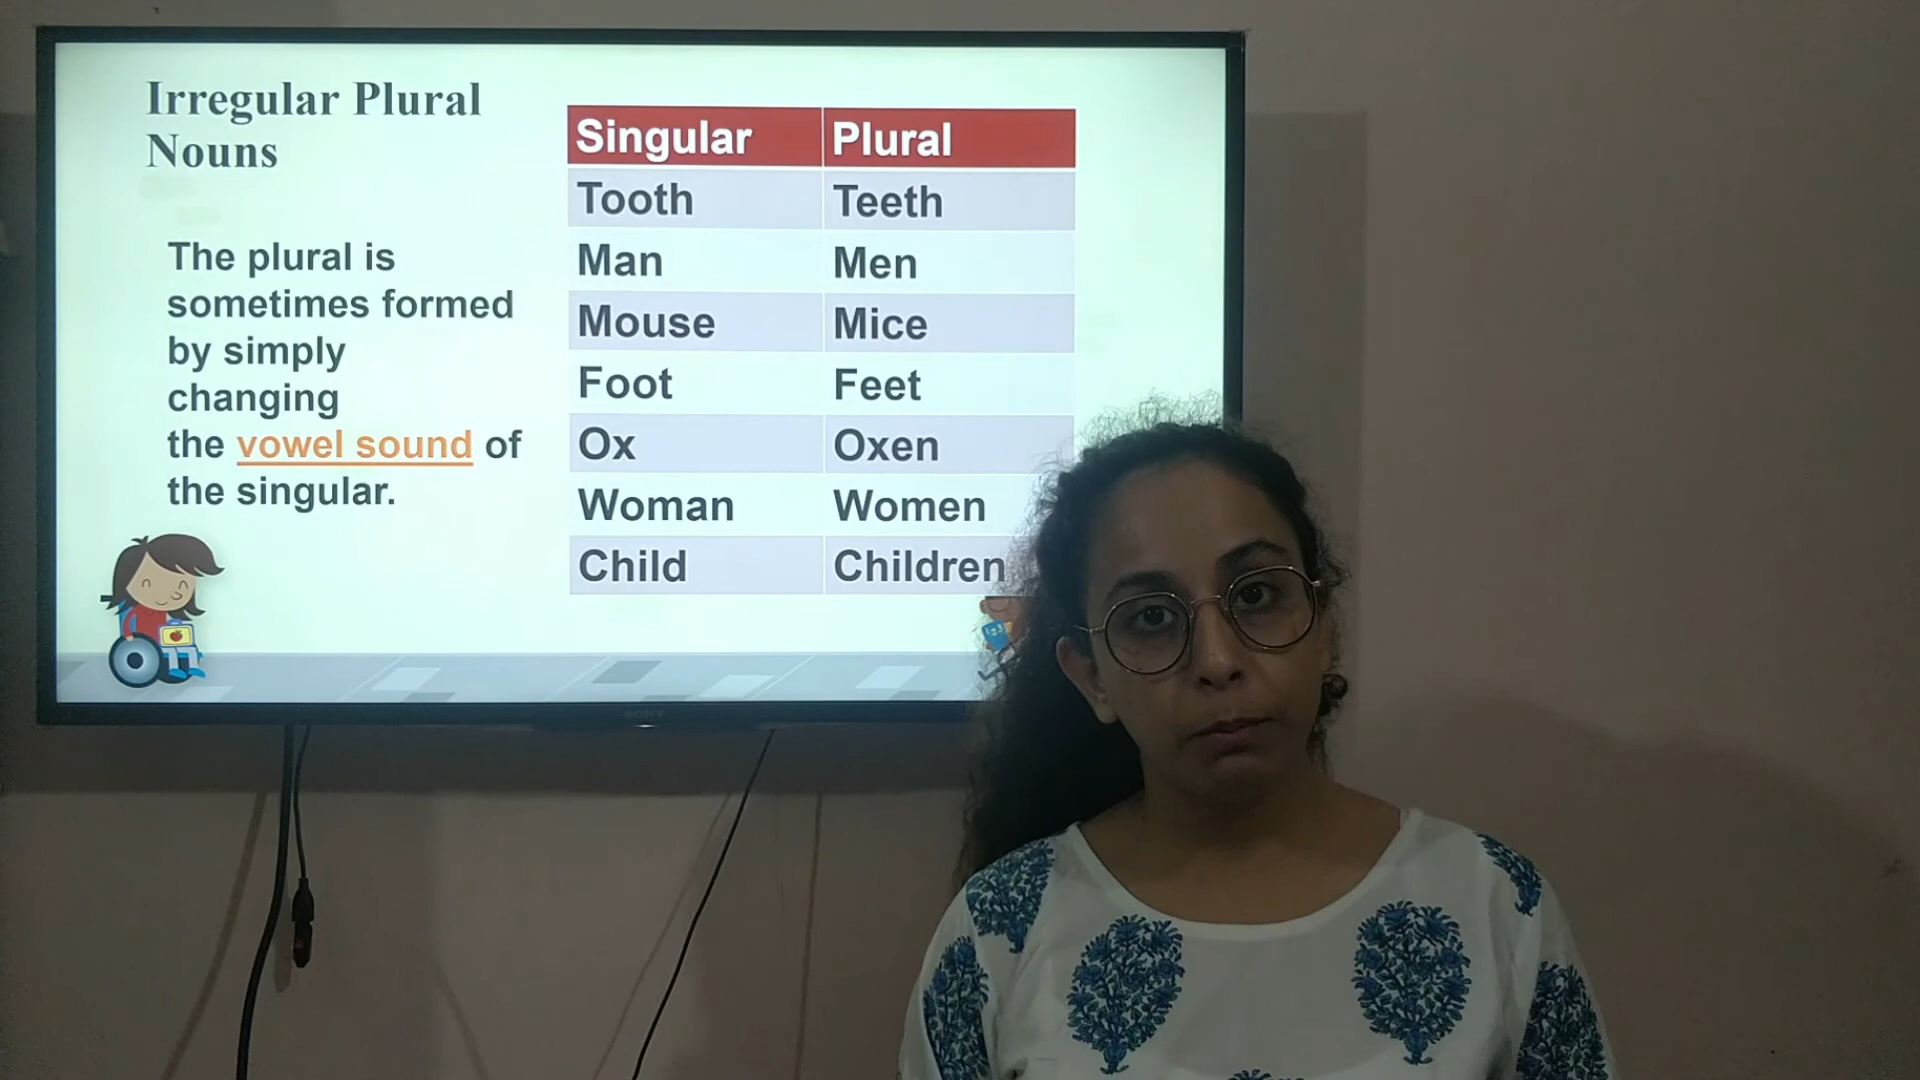 Irregular Plural
Nouns
The plural is
sometimes formed
by simply
changing
the vowel sound of
the singular.
Singular Plural
Tooth Teeth
Man Men
Mouse Mice
Foot Feet
Ox Oxen
Woman Women
Child Children
SONY